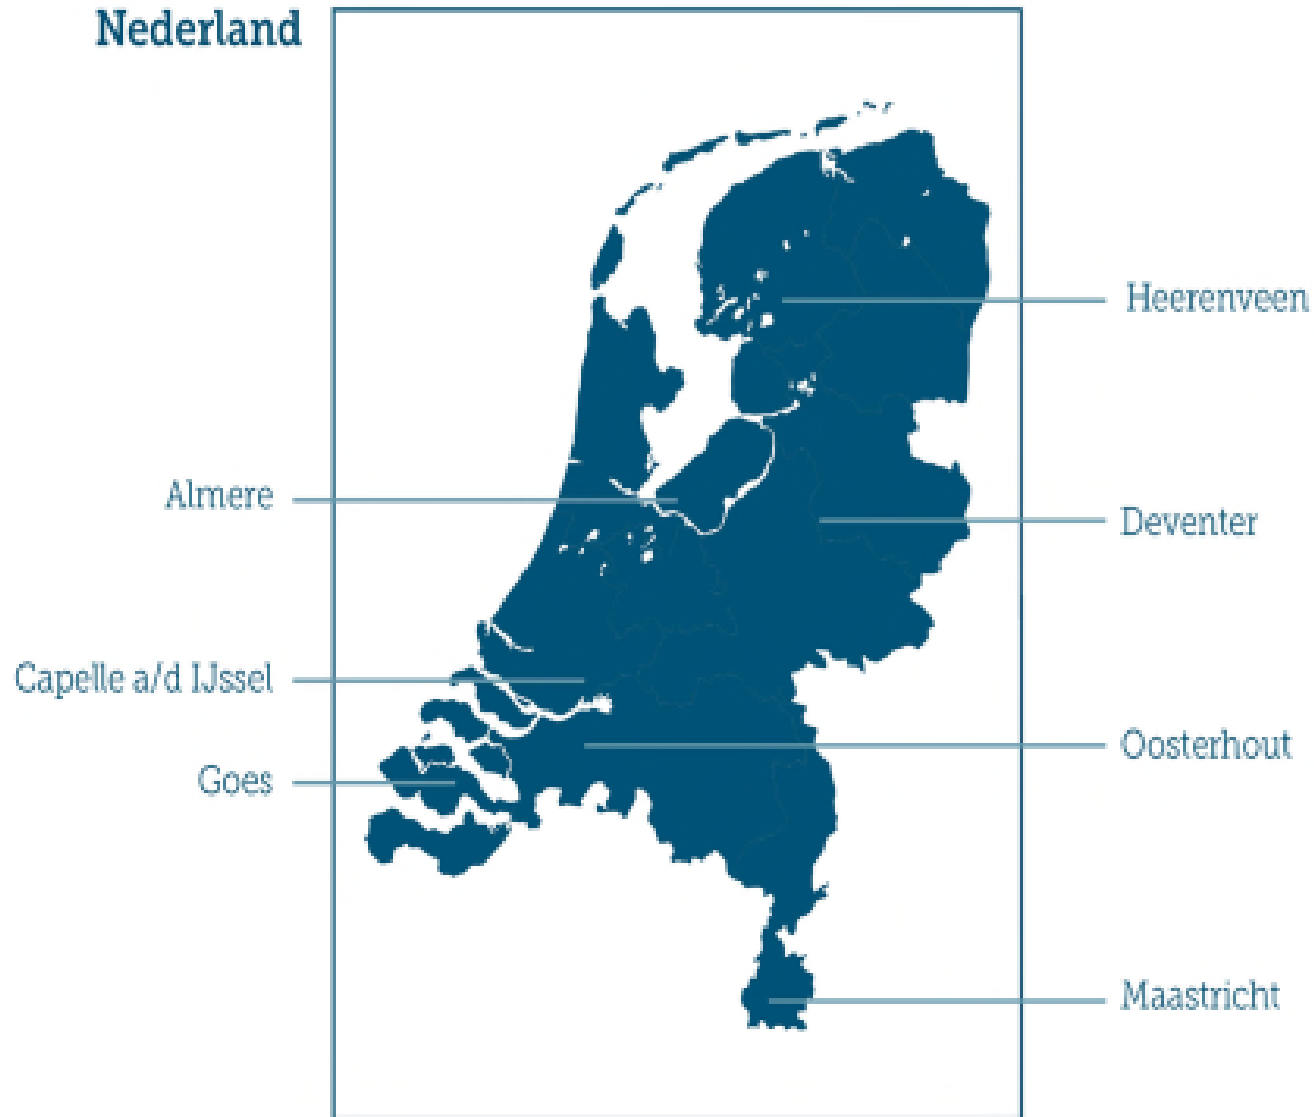 Nederland
Heerenveen
Almere
Deventer
Capelle a/d IJssel
Oosterhout
Goes
Maastricht